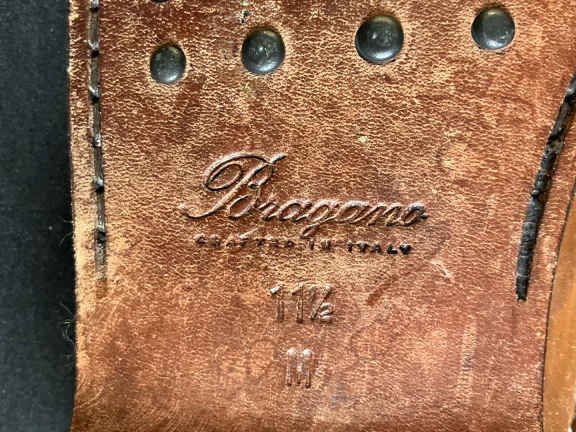 Bragano
CRAFTED IN ITALY
11½
M